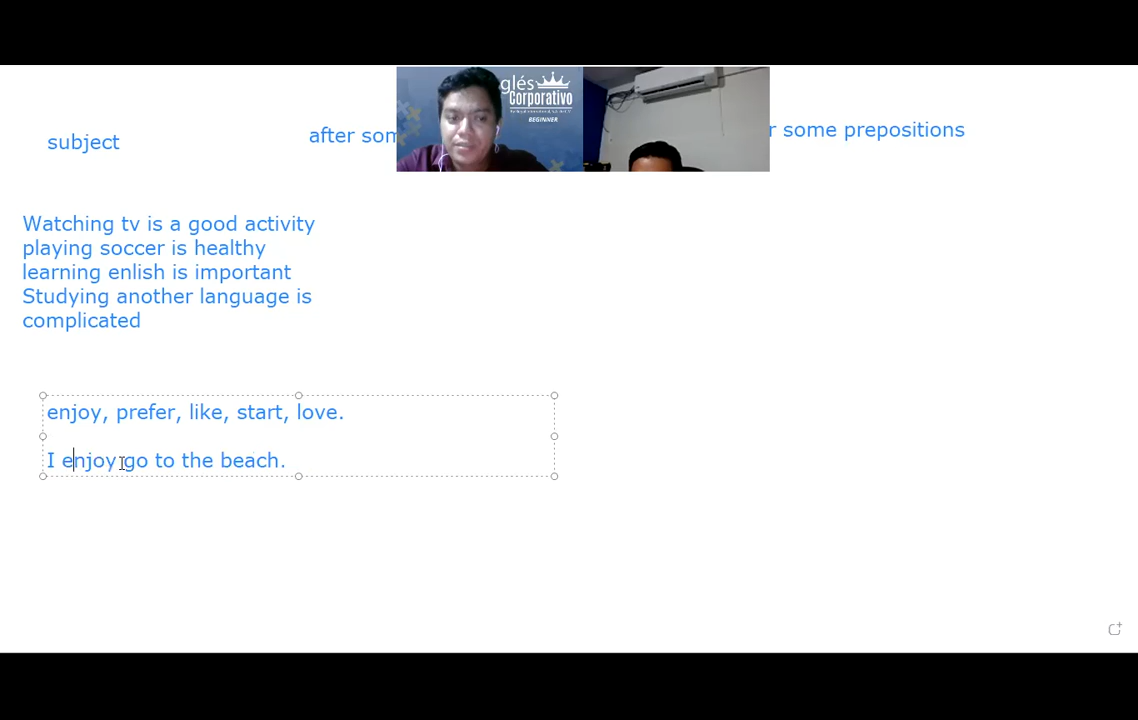 subject
after som
r some prepositions
glés
Corporativo
BEGINNER
Watching tv is a good activity
playing soccer is healthy
learning enlish is important
Studying another language is
complicated
enjoy, prefer, like, start, love.
I enjoy go to the beach.